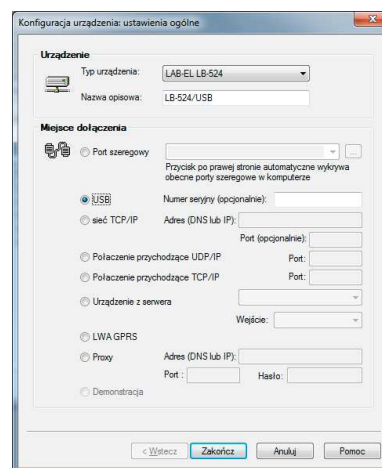 Konfiguracja urządzenia: ustawienia ogólne
Urządzenie
Typ urządzenia: LAB-EL LB-524
Nazwa opisowa: LB-524/USB
Miejsce dołączenia
Port szeregowy ...
Przycisk po prawej stronie automatyczne wykrywa
obecne porty szeregowe w komputerze
USB Numer seryjny (opcjonalnie):
sieć TCP/IP Adres (DNS lub IP):
Port (opcjonalnie):
Połaczenie przychodzące UDP/IP Port:
Połaczenie przychodzące TCP/IP Port:
Urządzenie z serwera
Wejście:
LWA GPRS
Proxy Adres (DNS lub IP):
Port : Hasło:
Demonstracja
< Wstecz Zakończ Anuluj Pomoc